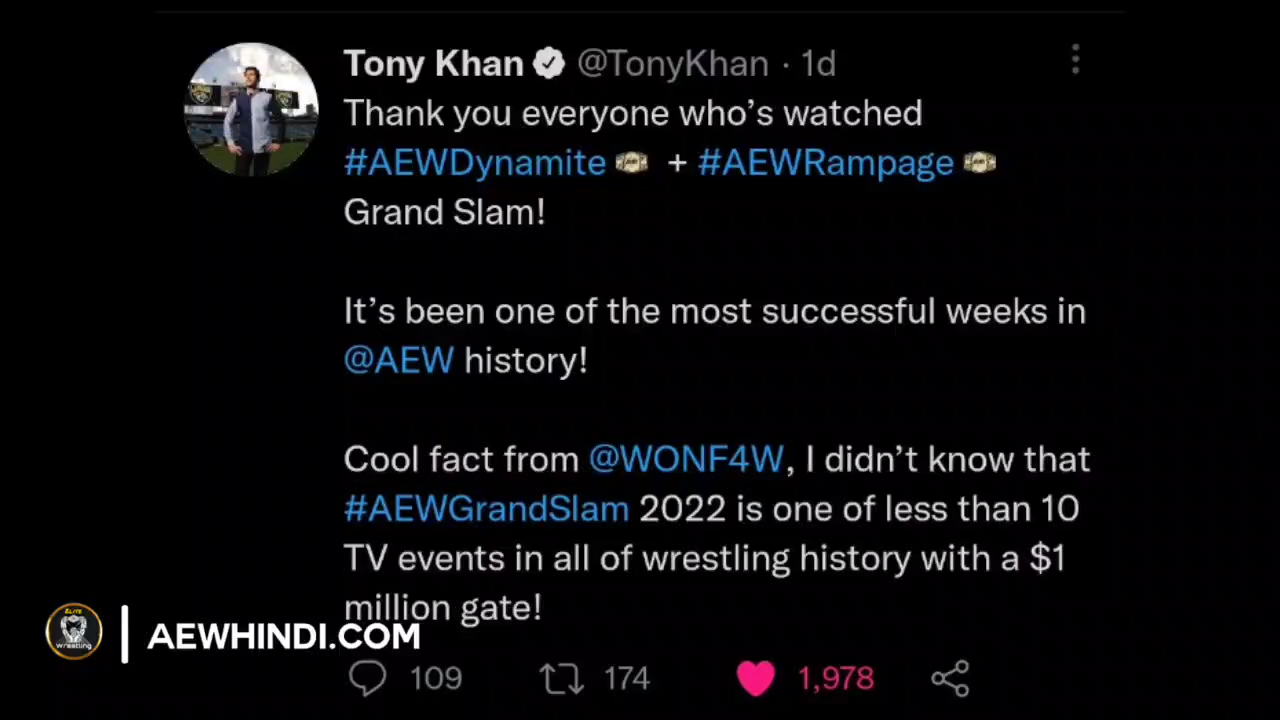 Tony Khan @TonyKhan · 1d
Thank you everyone who's watched
#AEWDynamite + #AEWRampage
Grand Slam!
It's been one of the most successful weeks in
@AEW history!
Cool fact from @WONF4W, I didn't know that
#AEWGrandSlam 2022 is one of less than 10
TV events in all of wrestling history with a $1
million gate!
ELITE
wrestling
AEWHINDI.COM
109 174 1,978